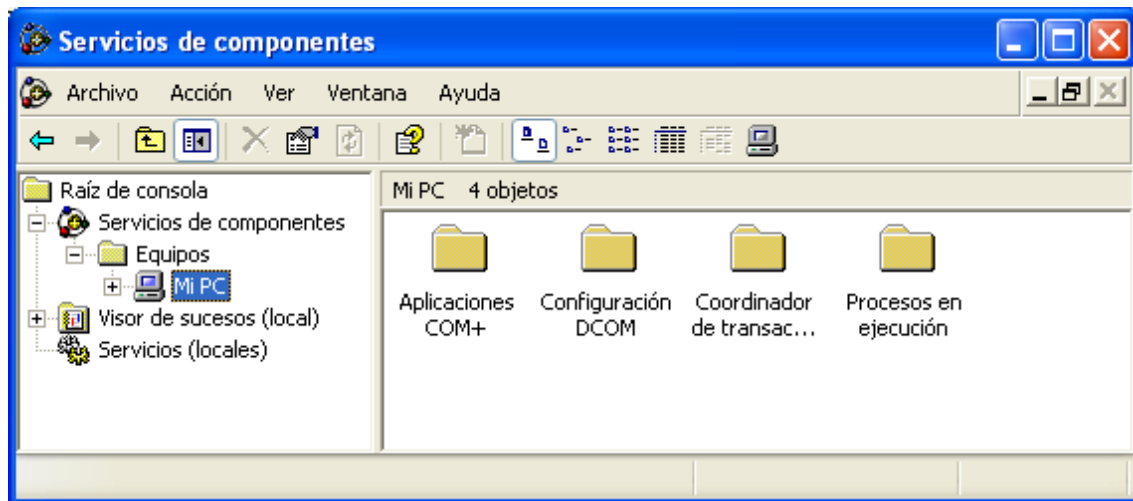 Servicios de componentes
Archivo Acción Ver Ventana Ayuda
Raíz de consola
Servicios de componentes
Equipos
Mi PC
Visor de sucesos (local)
Servicios (locales)
Mi PC 4 objetos
Aplicaciones
COM+
Configuración
DCOM
Coordinador
de transac...
Procesos en
ejecución